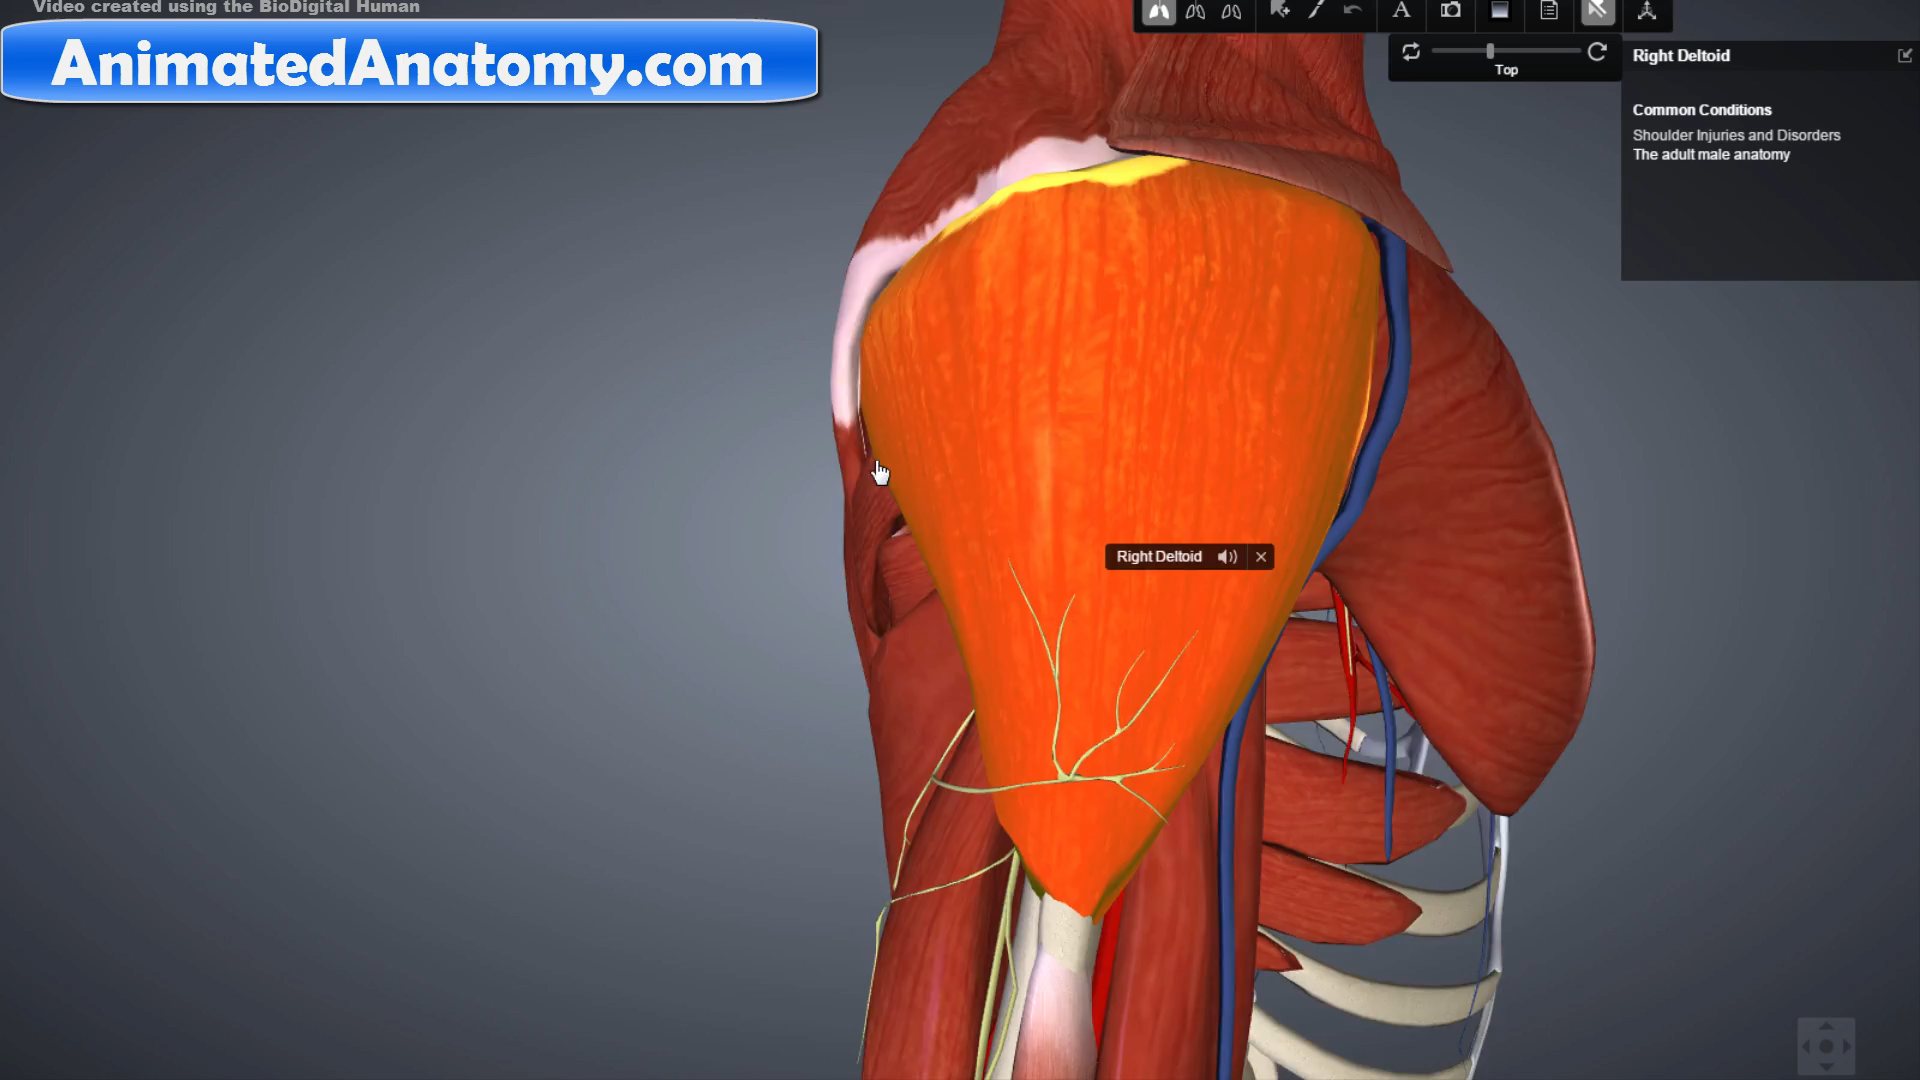 Video created using the BioDigital Human
AnimatedAnatomy.com
A
Top
Right Deltoid
Common Conditions
Shoulder Injuries and Disorders
The adult male anatomy
Right Deltoid